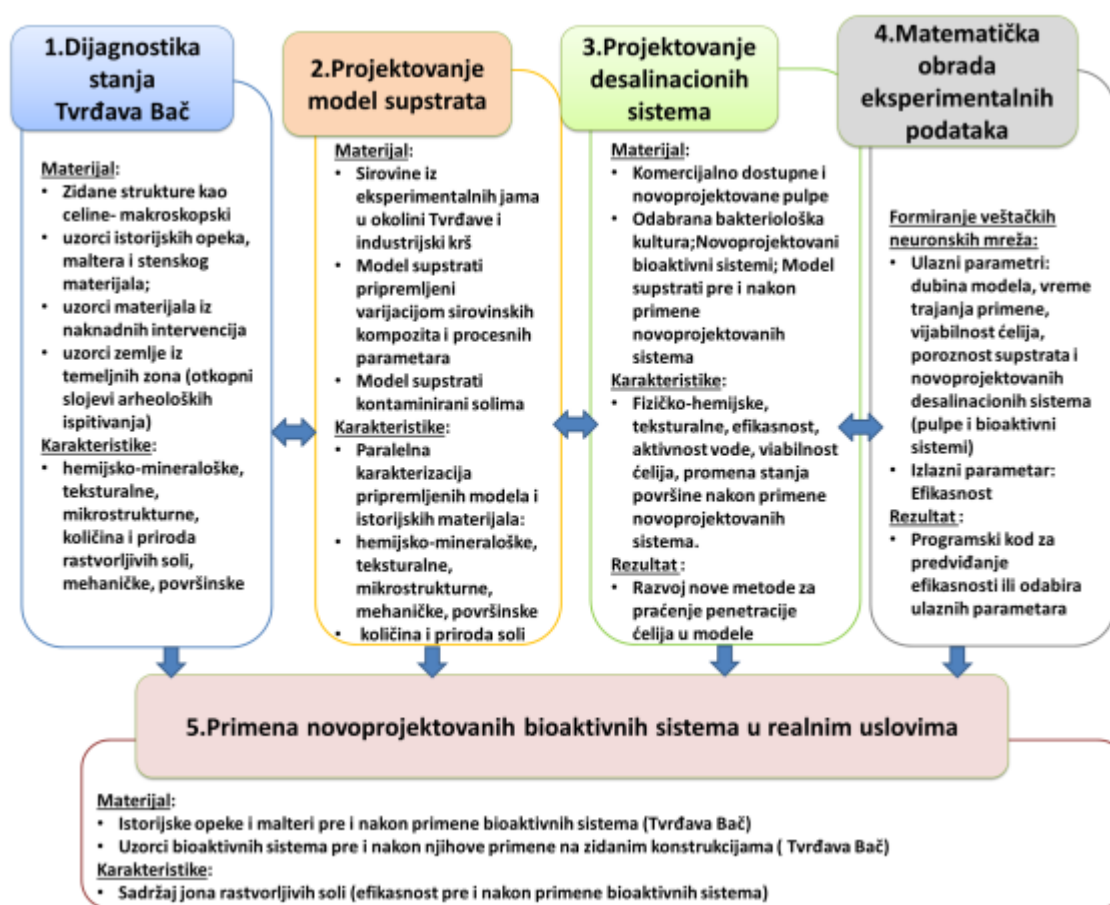 1.Dijagnostika
stanja
Tvrđava Bač
Materijal:
• Zidane strukture kao
celine- makroskopski
• uzorci istorijskih opeka,
maltera i stenskog
materijala;
• uzorci materijala iz
naknadnih intervencija
• uzorci zemlje iz
temeljnih zona (otkopni
slojevi arheoloških
ispitivanja)
Karakteristike:
• hemijsko-mineraloške,
teksturalne,
mikrostrukturne,
količina i priroda
rastvorljivih soli,
mehaničke, površinske
2.Projektovanje
model supstrata
Materijal:
• Sirovine iz
eksperimentalnih jama
u okolini Tvrđave i
industrijski krš
• Model supstrati
pripremljeni
varijacijom sirovinskih
kompozita i procesnih
parametara
• Model supstrati
kontaminirani solima
Karakteristike:
• Paralelna
karakterizacija
pripremljenih modela i
istorijskih materijala:
• hemijsko-mineraloške,
teksturalne,
mikrostrukturne,
mehaničke, površinske
• količina i priroda soli
3.Projektovanje
desalinacionih
sistema
Materijal:
• Komercijalno dostupne i
novoprojektovane pulpe
• Odabrana bakteriološka
kultura;Novoprojektovani
bioaktivni sistemi; Model
supstrati pre i nakon
primene
novoprojektovanih
sistema
Karakteristike:
• Fizičko-hemijske,
teksturalne, efikasnost,
aktivnost vode, viabilnost
ćelija, promena stanja
površine nakon primene
novoprojektovanih
sistema.
Rezultat :
• Razvoj nove metode za
praćenje penetracije
ćelija u modele
4.Matematička
obrada
eksperimentalnih
podataka
Formiranje veštačkih
neuronskih mreža:
• Ulazni parametri:
dubina modela, vreme
trajanja primene,
vijabilnost ćelija,
poroznost supstrata i
novoprojektovanih
desalinacionih sistema
(pulpe i bioaktivni
sistemi)
• Izlazni parametar:
Efikasnost
Rezultat :
• Programski kod za
predviđanje
efikasnosti ili odabira
ulaznih parametara
5.Primena novoprojektovanih bioaktivnih sistema u realnim uslovima
Materijal:
• Istorijske opeke i malteri pre i nakon primene bioaktivnih sistema (Tvrđava Bač)
• Uzorci bioaktivnih sistema pre i nakon njihove primene na zidanim konstrukcijama ( Tvrđava Bač)
Karakteristike:
• Sadržaj jona rastvorljivih soli (efikasnost pre i nakon primene bioaktivnih sistema)